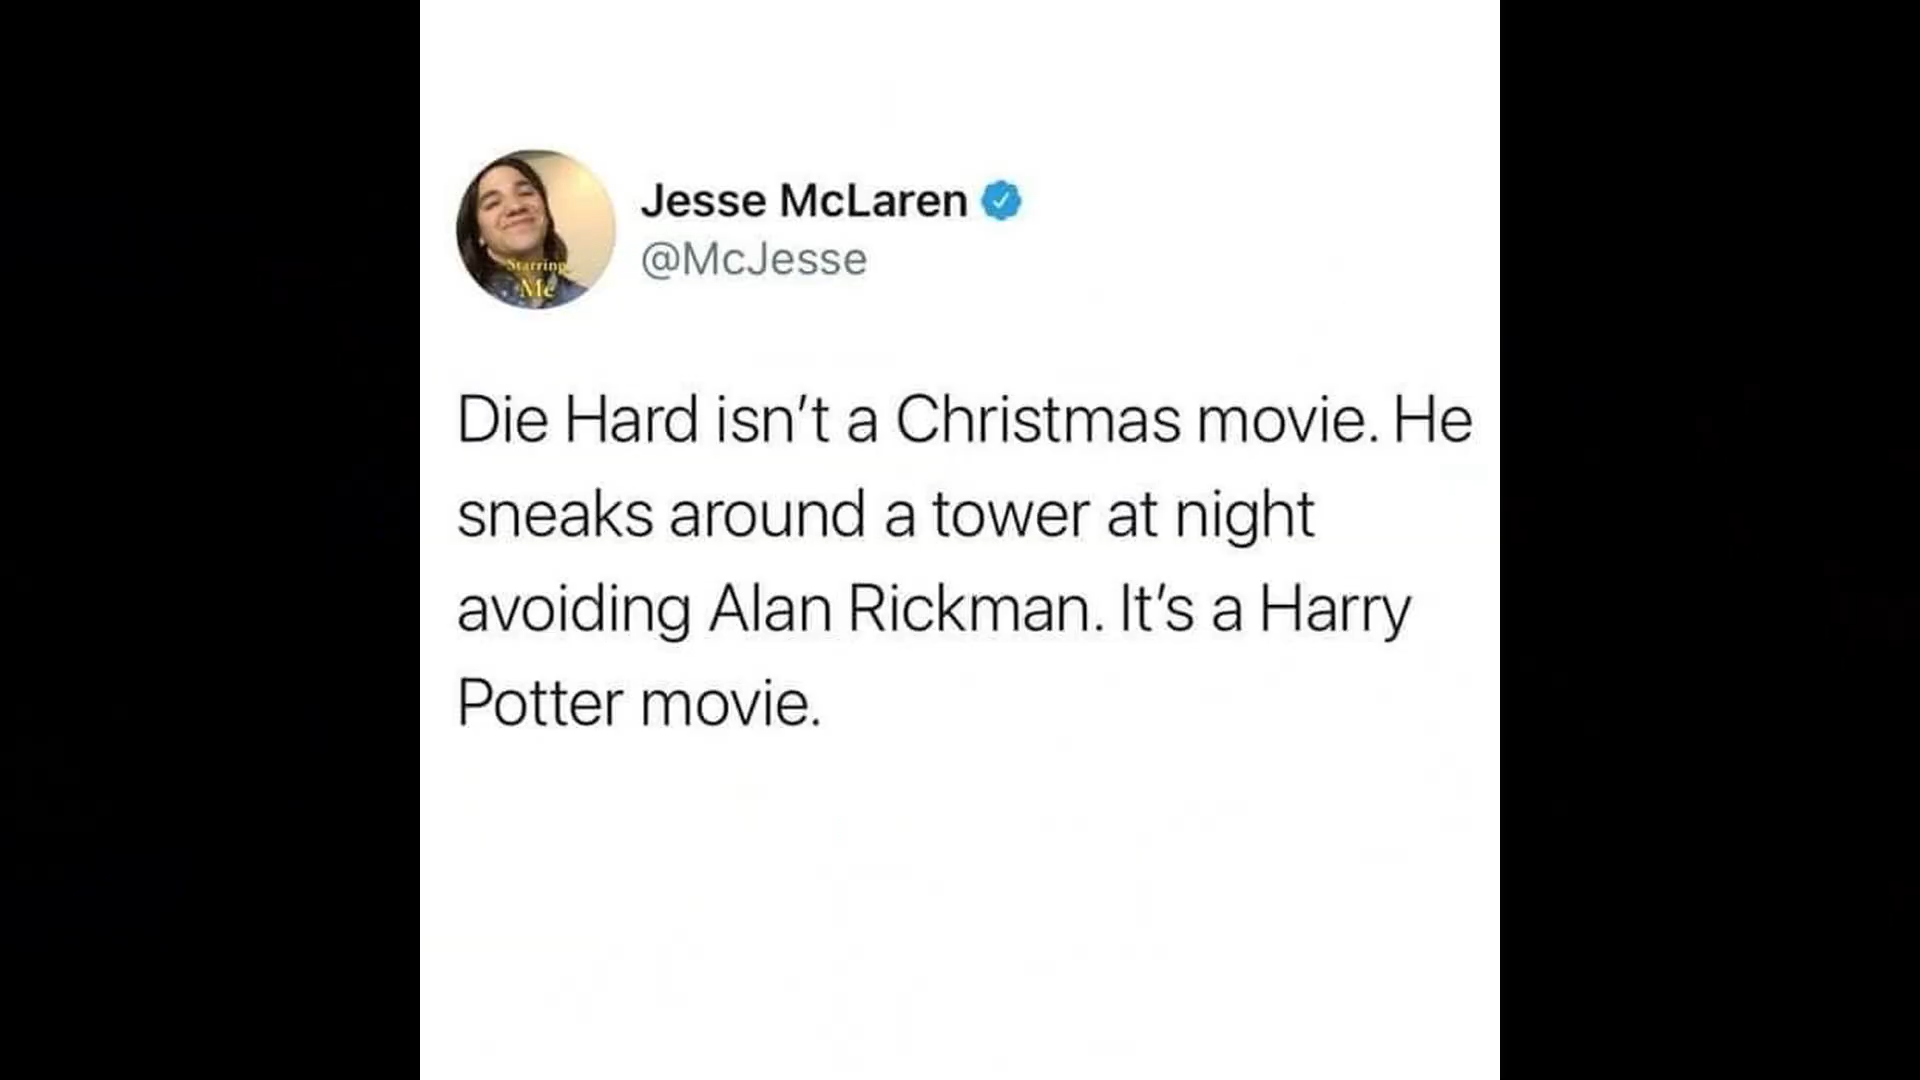 Starring
Me
Jesse McLaren
@McJesse
Die Hard isn’t a Christmas movie. He
sneaks around a tower at night
avoiding Alan Rickman. It’s a Harry
Potter movie.